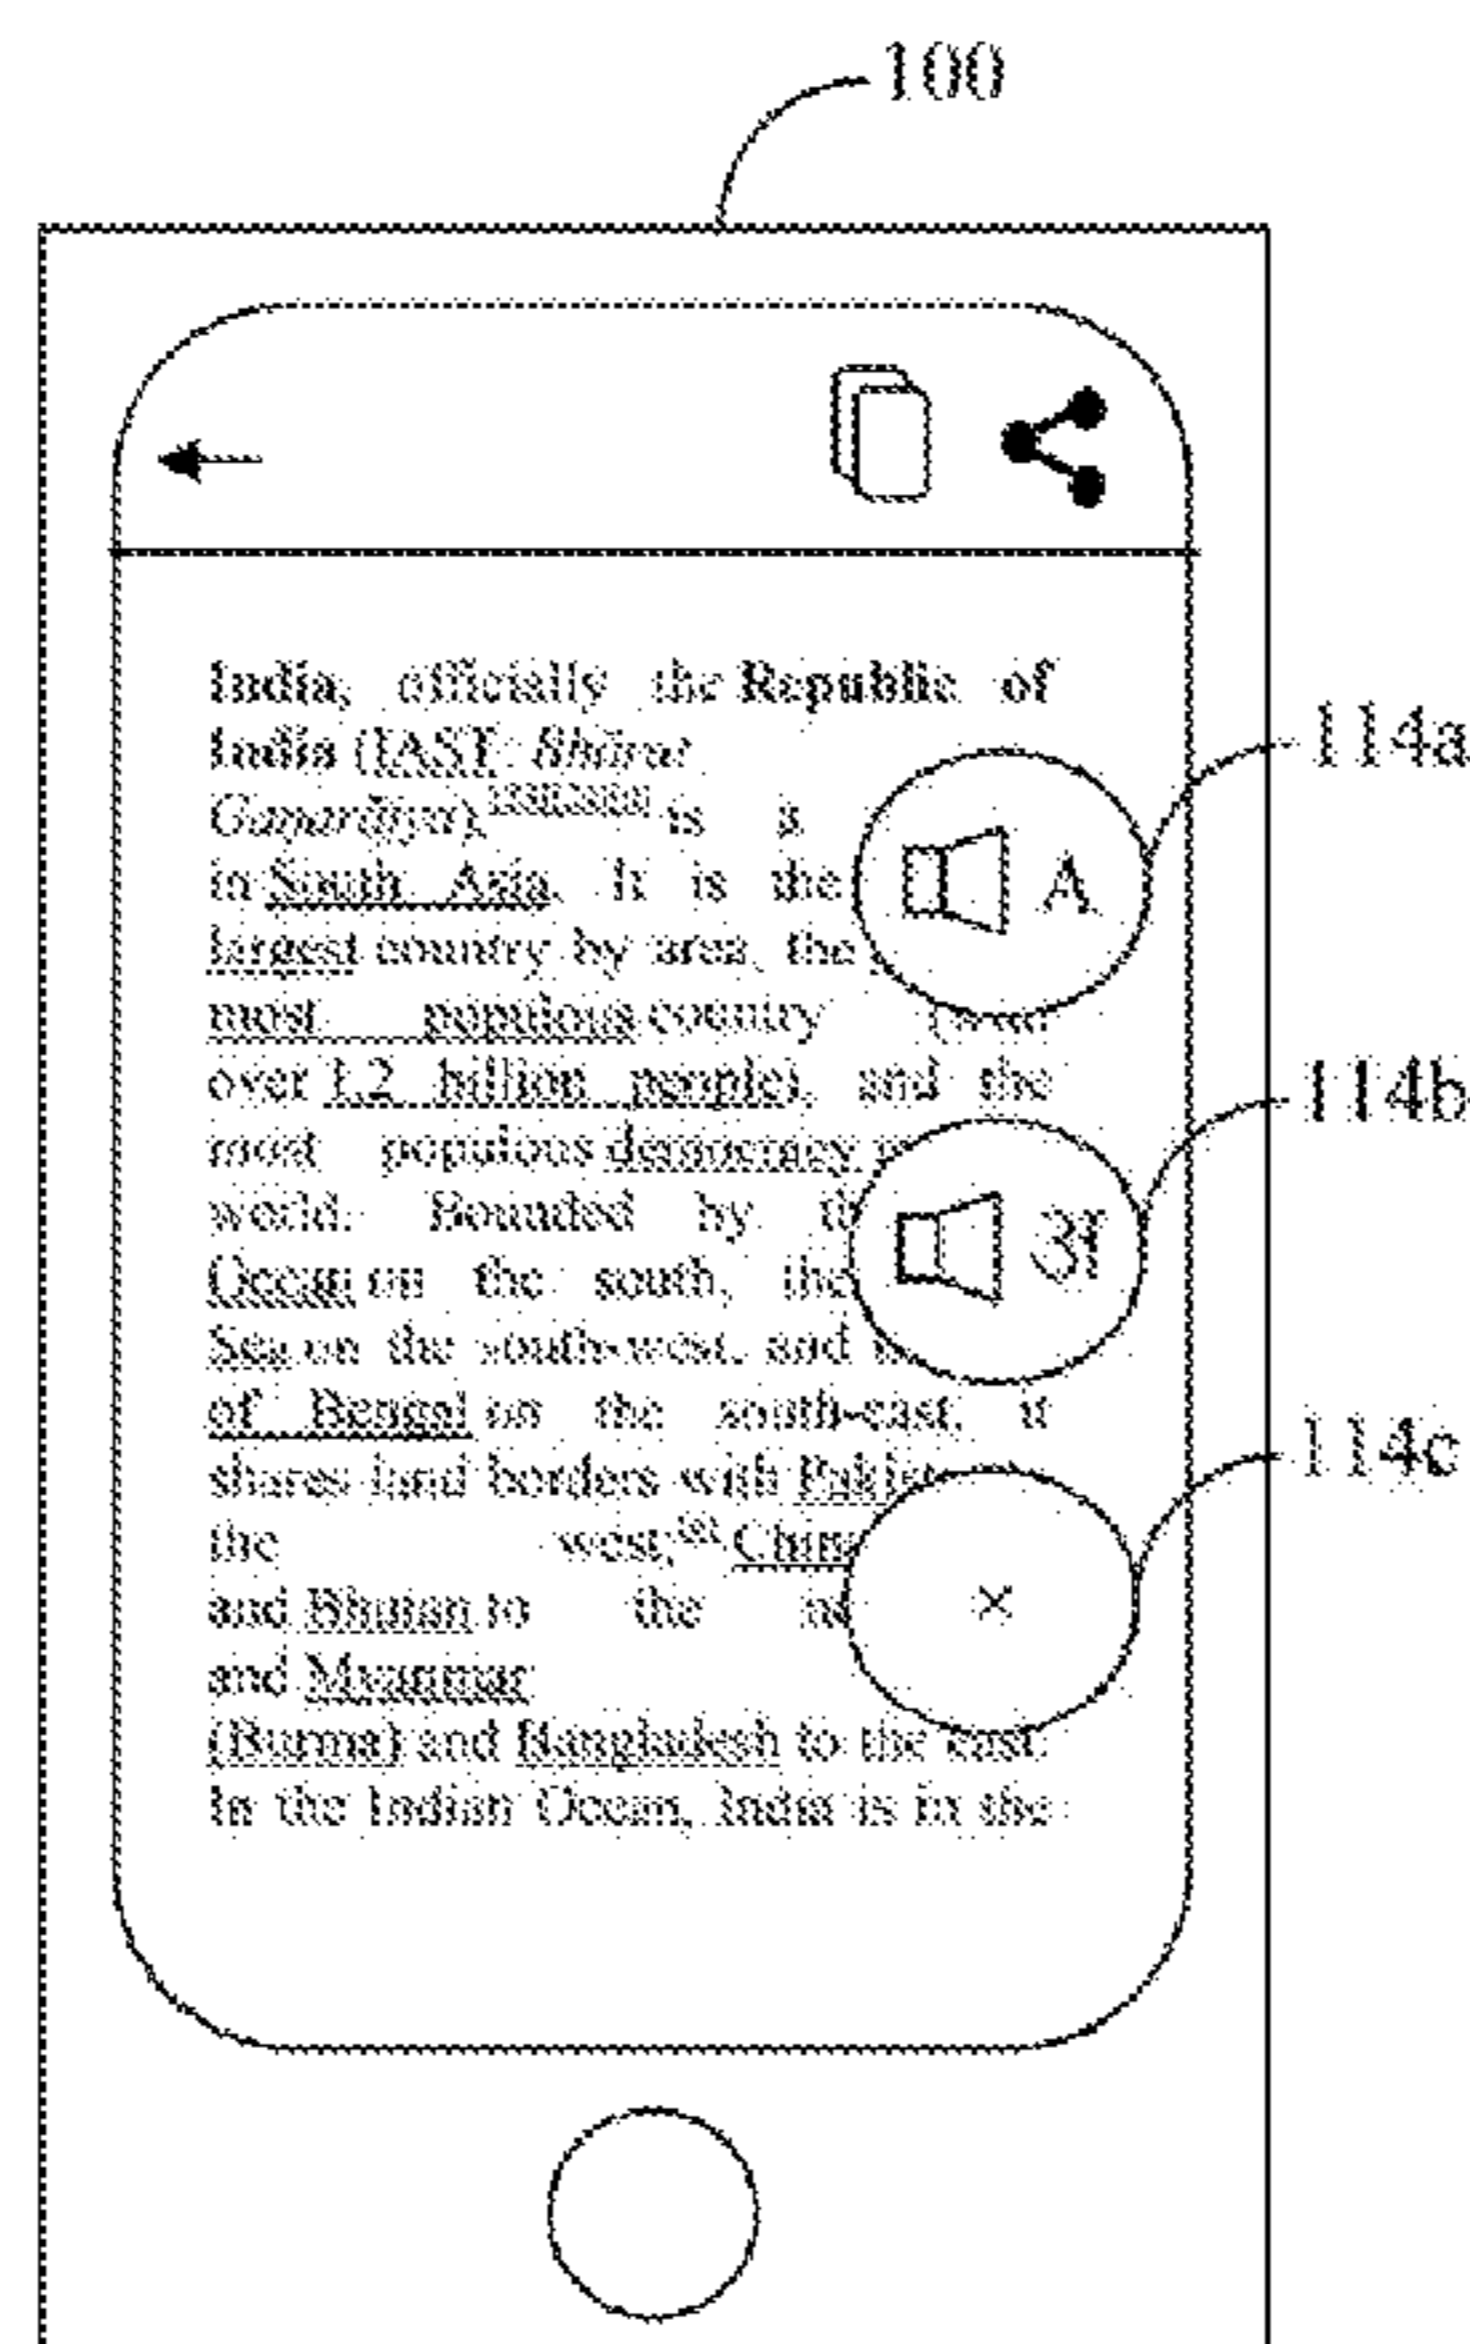 100
India, officially the Republic of
India (IAST: Bhārat
Gaṇarājya), is a
in South Asia. It is the
largest country by area, the
most populous country
over 1.2 billion people), and the
most populous democracy
world. Bounded by
Ocean on the south, the
Sea on the south-west, and
of Bengal on the south-east, it
shares land borders with
the west;
and Bhutan to the
and Myanmar
(Burma) and Bangladesh to the east.
In the Indian Ocean, India is in the
A
अ
×
114a
114b
114c